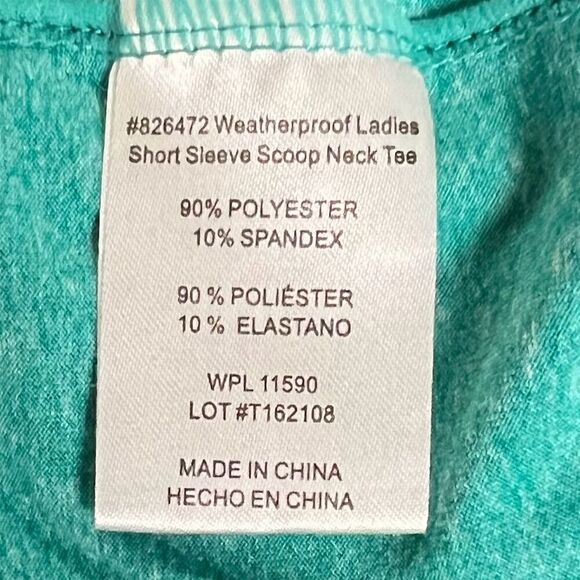 #826472 Weatherproof Ladies
Short Sleeve Scoop Neck Tee
90% POLYESTER
10% SPANDEX
90 % POLIÉSTER
10 % ELASTANO
WPL 11590
LOT #T162108
MADE IN CHINA
HECHO EN CHINA